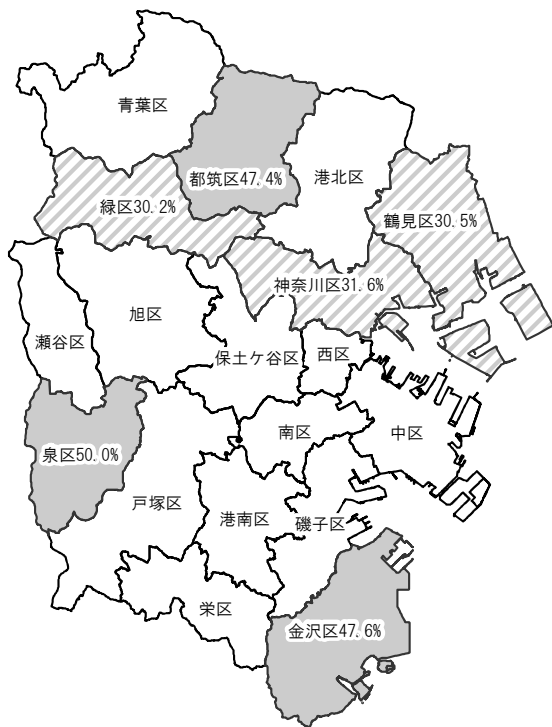 青葉区
都筑区47.4%
港北区
緑区30.2%
鶴見区30.5%
神奈川区31.6%
旭区
瀬谷区
保土ケ谷区
西区
泉区50.0%
南区
中区
戸塚区
港南区
磯子区
栄区
金沢区47.6%